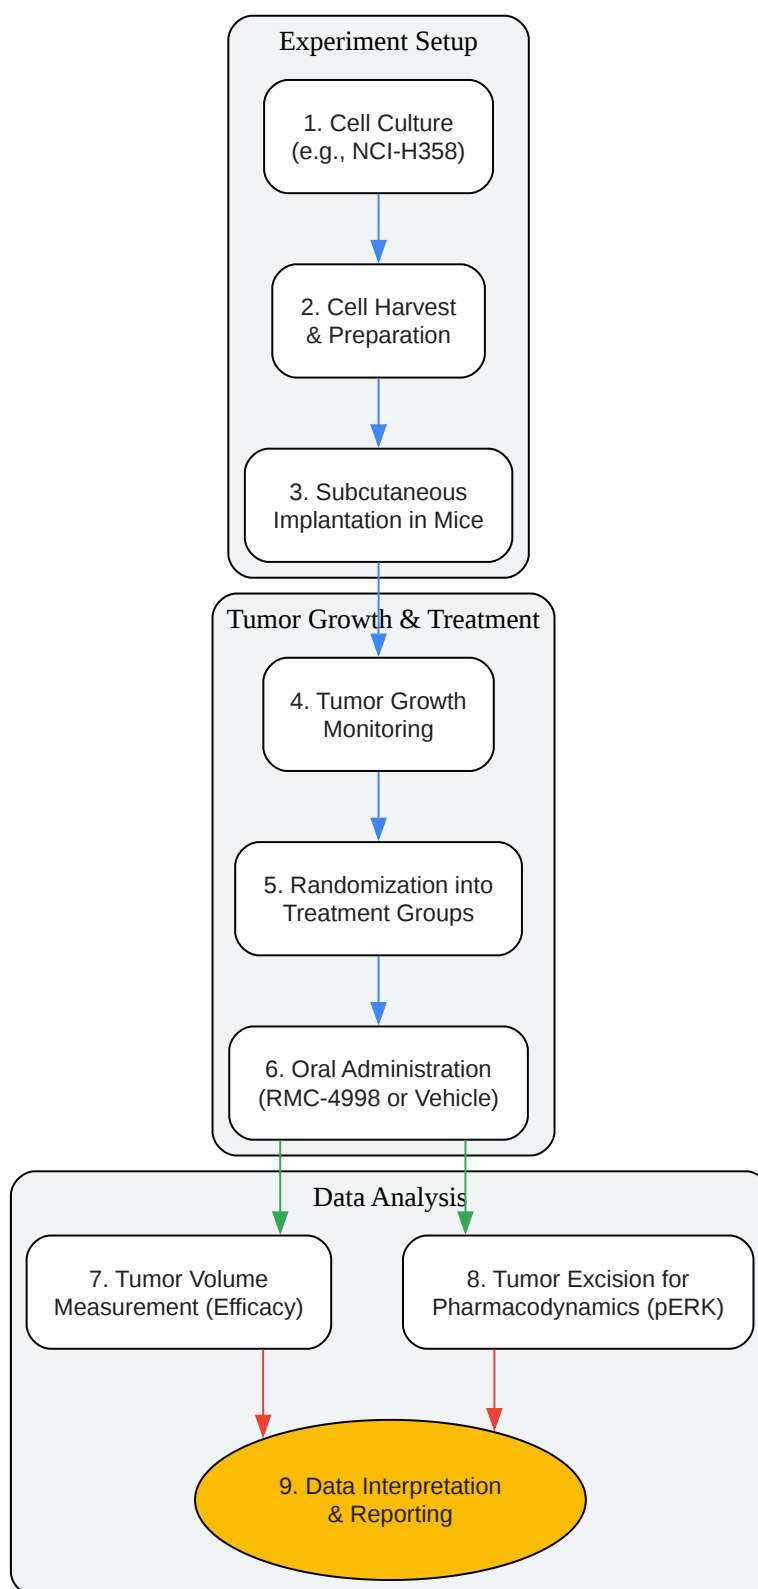 Experiment Setup
1. Cell Culture
(e.g., NCI-H358)
2. Cell Harvest
& Preparation
3. Subcutaneous
Implantation in Mice
Tumor Growth & Treatment
4. Tumor Growth
Monitoring
5. Randomization into
Treatment Groups
6. Oral Administration
(RMC-4998 or Vehicle)
Data Analysis
7. Tumor Volume
Measurement (Efficacy)
8. Tumor Excision for
Pharmacodynamics (pERK)
9. Data Interpretation
& Reporting